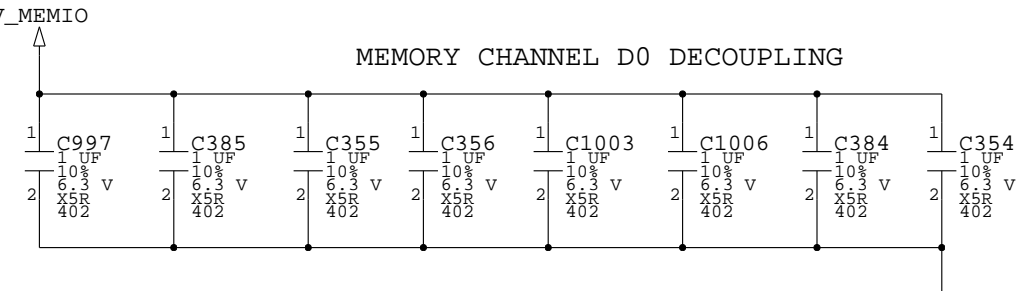 V_MEMIO
MEMORY CHANNEL D0 DECOUPLING
1 C997
1 UF
10%
6.3 V
2 X5R
402
1 C385
1 UF
10%
6.3 V
2 X5R
402
1 C355
1 UF
10%
6.3 V
2 X5R
402
1 C356
1 UF
10%
6.3 V
2 X5R
402
1 C1003
1 UF
10%
6.3 V
2 X5R
402
1 C1006
1 UF
10%
6.3 V
2 X5R
402
1 C384
1 UF
10%
6.3 V
2 X5R
402
1 C354
1 UF
10%
6.3 V
2 X5R
402